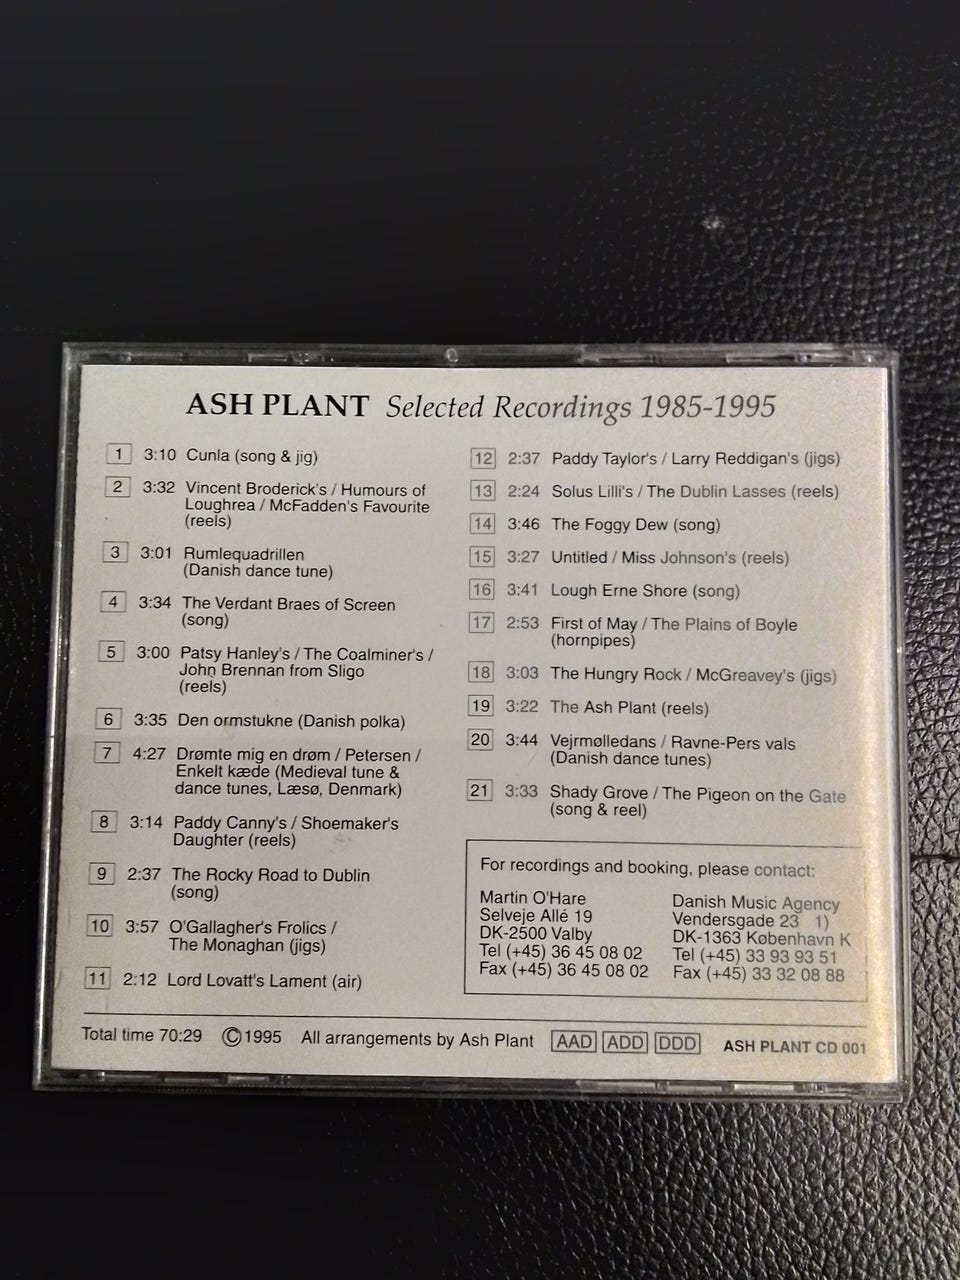 ASH PLANT Selected Recordings 1985-1995
1 3:10 Cunla (song & jig)
2 3:32 Vincent Broderick's / Humours of
Loughrea / McFadden's Favourite
(reels)
3 3:01 Rumlequadrillen
(Danish dance tune)
4 3:34 The Verdant Braes of Screen
(song)
5 3:00 Patsy Hanley's / The Coalminer's /
John Brennan from Sligo
(reels)
6 3:35 Den ormstukne (Danish polka)
7 4:27 Drømte mig en drøm / Petersen /
Enkelt kæde (Medieval tune &
dance tunes, Læsø, Denmark)
8 3:14 Paddy Canny's / Shoemaker's
Daughter (reels)
9 2:37 The Rocky Road to Dublin
(song)
10 3:57 O'Gallagher's Frolics /
The Monaghan (jigs)
11 2:12 Lord Lovatt's Lament (air)
12 2:37 Paddy Taylor's / Larry Reddigan's (jigs)
13 2:24 Solus Lilli's / The Dublin Lasses (reels)
14 3:46 The Foggy Dew (song)
15 3:27 Untitled / Miss Johnson's (reels)
16 3:41 Lough Erne Shore (song)
17 2:53 First of May / The Plains of Boyle
(hornpipes)
18 3:03 The Hungry Rock / McGreavey's (jigs)
19 3:22 The Ash Plant (reels)
20 3:44 Vejrmølledans / Ravne-Pers vals
(Danish dance tunes)
21 3:33 Shady Grove / The Pigeon on the Gate
(song & reel)
For recordings and booking, please contact:
Martin O'Hare
Selveje Allé 19
DK-2500 Valby
Tel (+45) 36 45 08 02
Fax (+45) 36 45 08 02
Danish Music Agency
Vendersgade 23 1)
DK-1363 København K
Tel (+45) 33 93 93 51
Fax (+45) 33 32 08 88
Total time 70:29 ©1995 All arrangements by Ash Plant AAD ADD DDD ASH PLANT CD 001